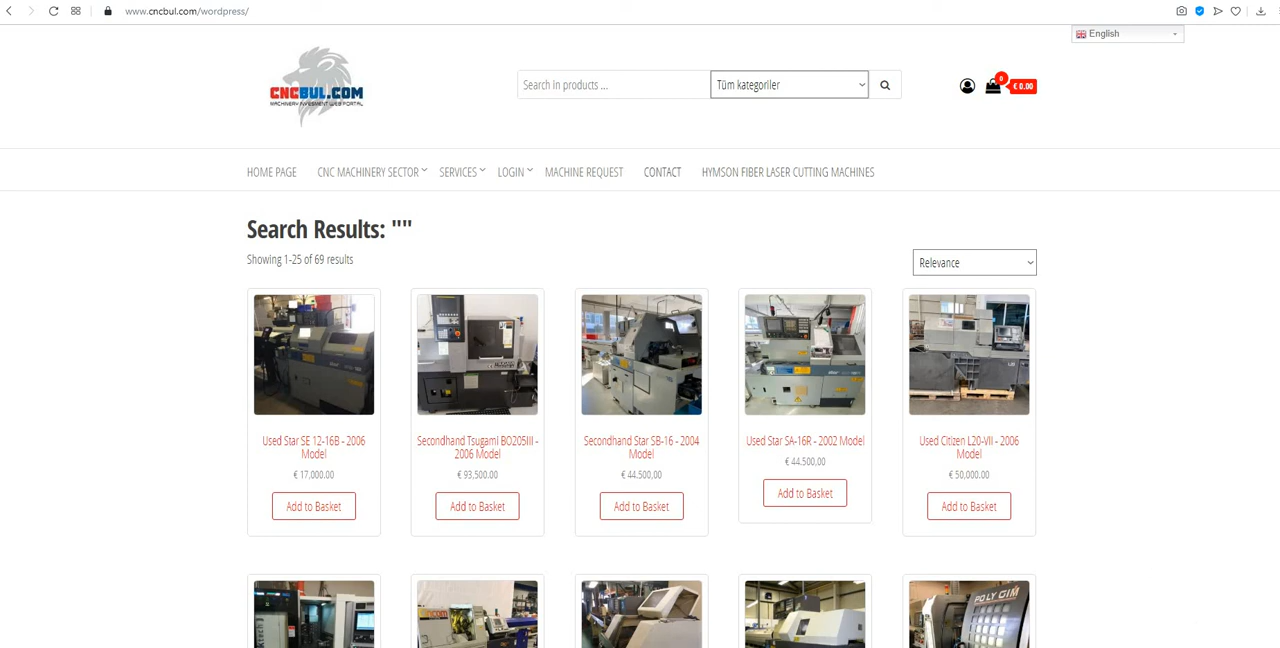 www.cncbul.com/wordpress/
English
CNCBUL.COM
MACHINERY INVESMENT WEB PORTAL
Search in products ...
Tüm kategoriler
0
€ 0.00
HOME PAGE CNC MACHINERY SECTOR SERVICES LOGIN MACHINE REQUEST CONTACT HYMSON FIBER LASER CUTTING MACHINES
Search Results: ""
Showing 1-25 of 69 results
Relevance
Used Star SE 12-16B - 2006
Model
€ 17,000.00
Add to Basket
Secondhand Tsugami BO205III -
2006 Model
€ 93,500.00
Add to Basket
Secondhand Star SB-16 - 2004
Model
€ 44.500,00
Add to Basket
Used Star SA-16R - 2002 Model
€ 44.500,00
Add to Basket
Used Citizen L20-VII - 2006
Model
€ 50,000.00
Add to Basket
POLY GIM